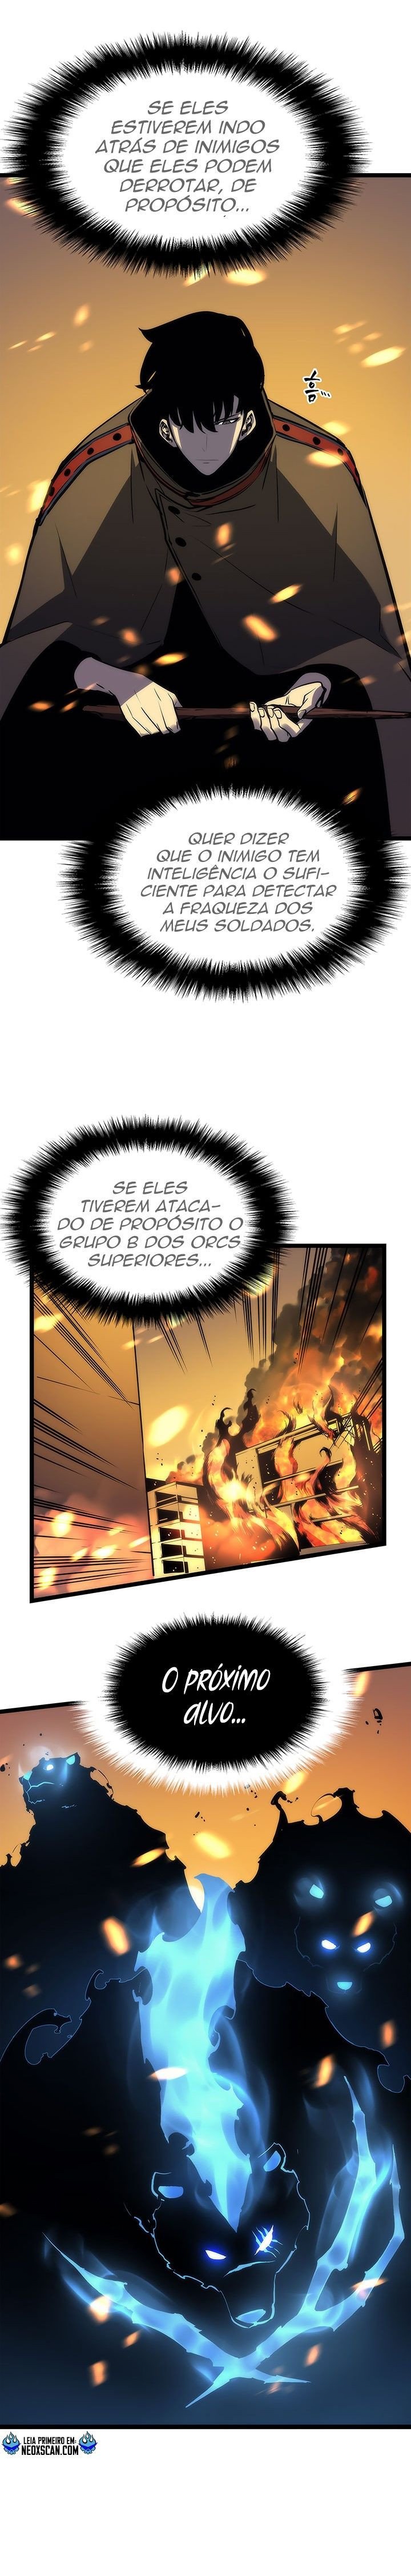 SE ELES
ESTIVEREM INDO
ATRÁS DE INIMIGOS
QUE ELES PODEM
DERROTAR, DE
PROPÓSITO...
흐음...
QUER DIZER
QUE O INIMIGO TEM
INTELIGÊNCIA O SUFI-
CIENTE PARA DETECTAR
A FRAQUEZA DOS
MEUS SOLDADOS.
SE ELES
TIVEREM ATACA-
DO DE PROPÓSITO O
GRUPO B DOS ORCS
SUPERIORES...
O PRÓXIMO
ALVO...
LEIA PRIMEIRO EM:
NEOXSCAN.COM